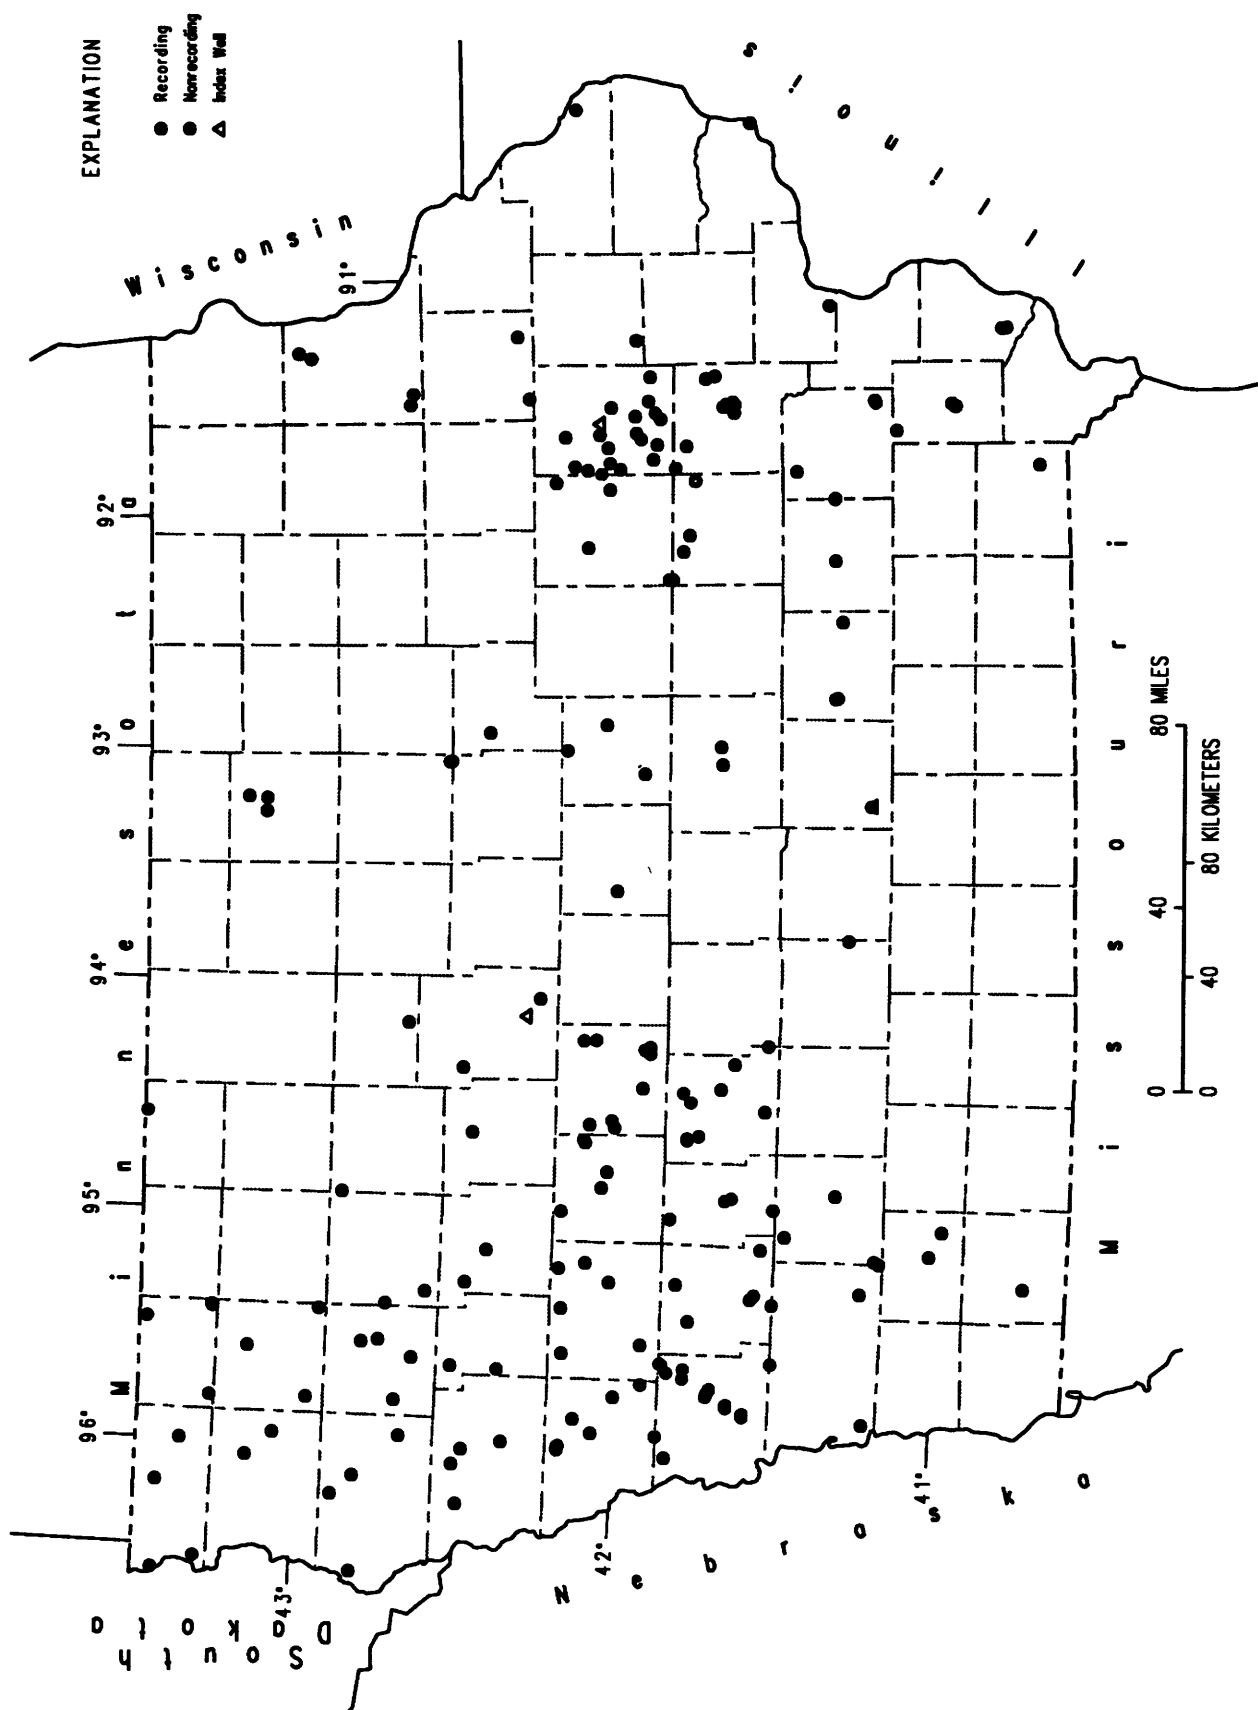 EXPLANATION
Recording
Nonrecording
Index Well
Wisconsin
Minnesota
South
Dakota
Nebraska
Missouri
Illinois
91°
92°
93°
94°
95°
96°
43°
42°
41°
0 40 80 MILES
0 40 80 KILOMETERS